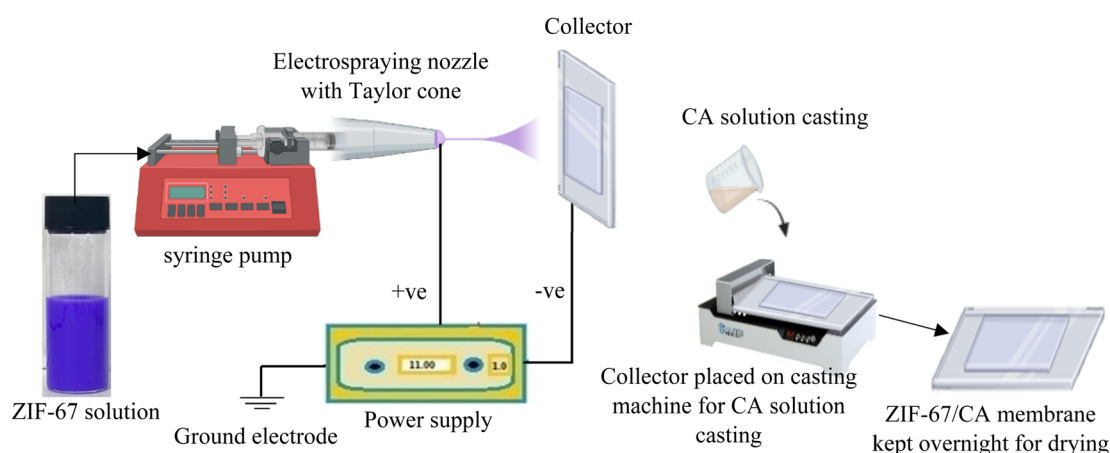 Collector
Electrospraying nozzle
with Taylor cone
CA solution casting
syringe pump
+ve
-ve
11.00
1.0
ZIF-67 solution
Ground electrode
Power supply
Collector placed on casting
machine for CA solution
casting
ZIF-67/CA membrane
kept overnight for drying